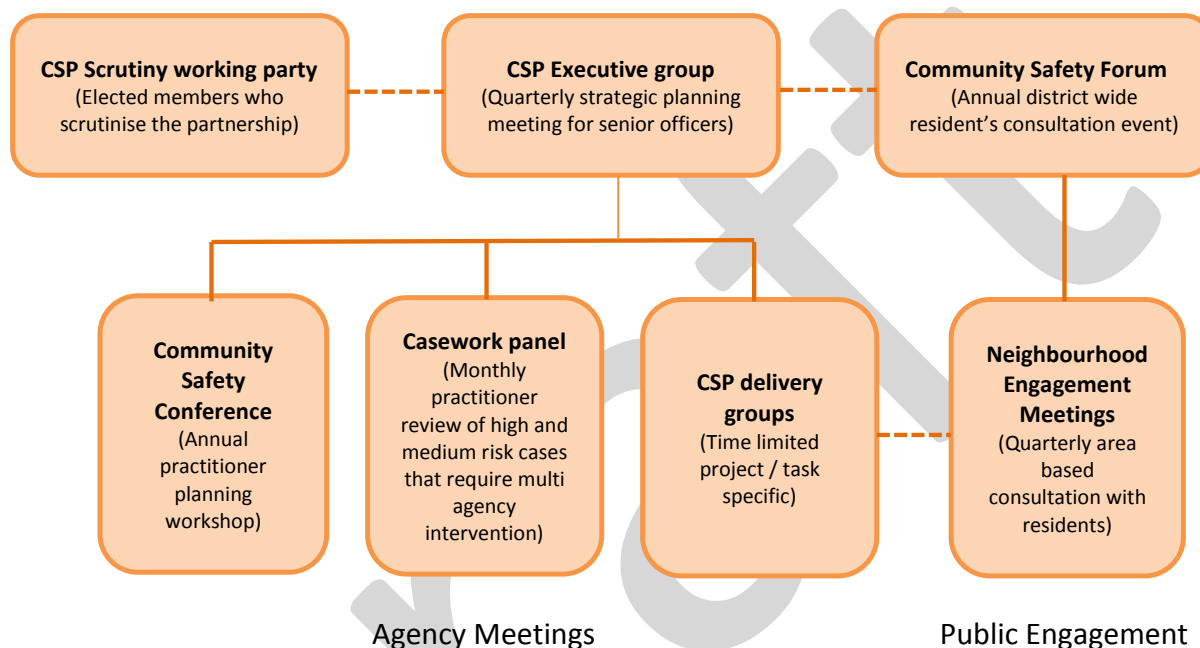 CSP Scrutiny working party
(Elected members who
scrutinise the partnership)
CSP Executive group
(Quarterly strategic planning
meeting for senior officers)
Community Safety Forum
(Annual district wide
resident’s consultation event)
Community
Safety
Conference
(Annual
practitioner
planning
workshop)
Casework panel
(Monthly
practitioner
review of high and
medium risk cases
that require multi
agency
intervention)
CSP delivery
groups
(Time limited
project / task
specific)
Neighbourhood
Engagement
Meetings
(Quarterly area
based
consultation with
residents)
Agency Meetings
Public Engagement